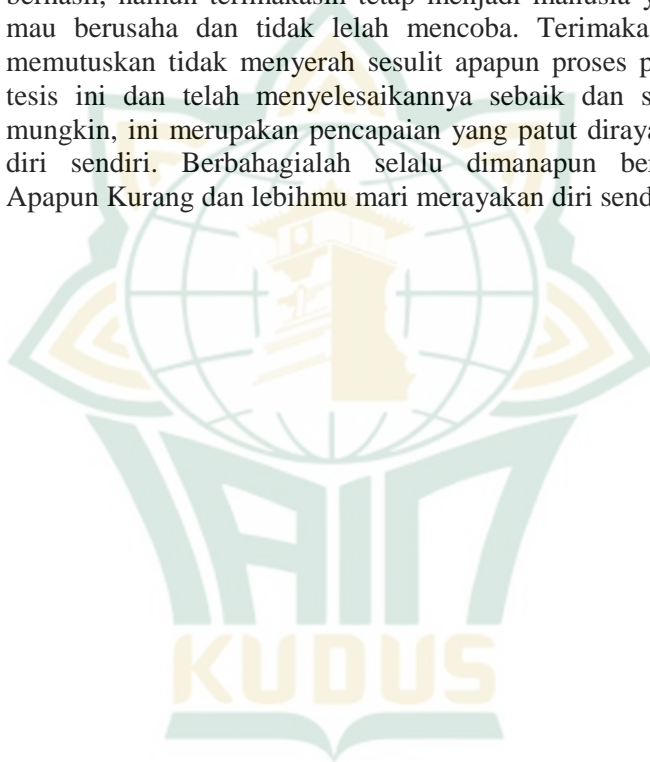 mau berusaha dan tidak lelah mencoba. Terimaka
memutuskan tidak menyerah sesulit apapun proses p
tesis ini dan telah menyelesaikannya sebaik dan s
mungkin, ini merupakan pencapaian yang patut diraya
diri sendiri. Berbahagialah selalu dimanapun be
Apapun Kurang dan lebihmu mari merayakan diri send
IAIN
KUDUS